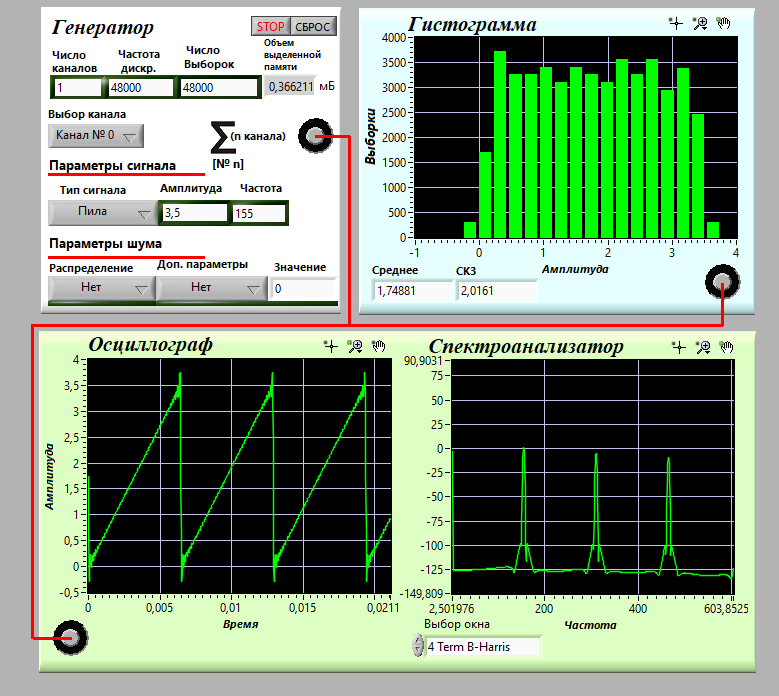 Генератор
STOP СБРОС
Число каналов
Частота дискр.
Число Выборок
Объем выделенной памяти
1 48000 48000 0,366211 мБ
Выбор канала
Канал № 0
∑(n канала)
[№ n]
Параметры сигнала
Тип сигнала Амплитуда Частота
Пила 3,5 155
Параметры шума
Распределение Доп. параметры Значение
Нет Нет 0
Гистограмма
Выборки
4000
3500
3000
2500
2000
1500
1000
500
0
-1 0 1 2 3 4
Амплитуда
Среднее СКЗ
1,74881 2,0161
Осциллограф
Амплитуда
4
3,5
3
2,5
2
1,5
1
0,5
0
-0,5
0 0,005 0,01 0,015 0,0211
Время
Спектроанализатор
90,9031
75
50
25
0
-25
-50
-75
-100
-125
-149,809
2,501976 200 400 603,8525
Выбор окна Частота
4 Term B-Harris